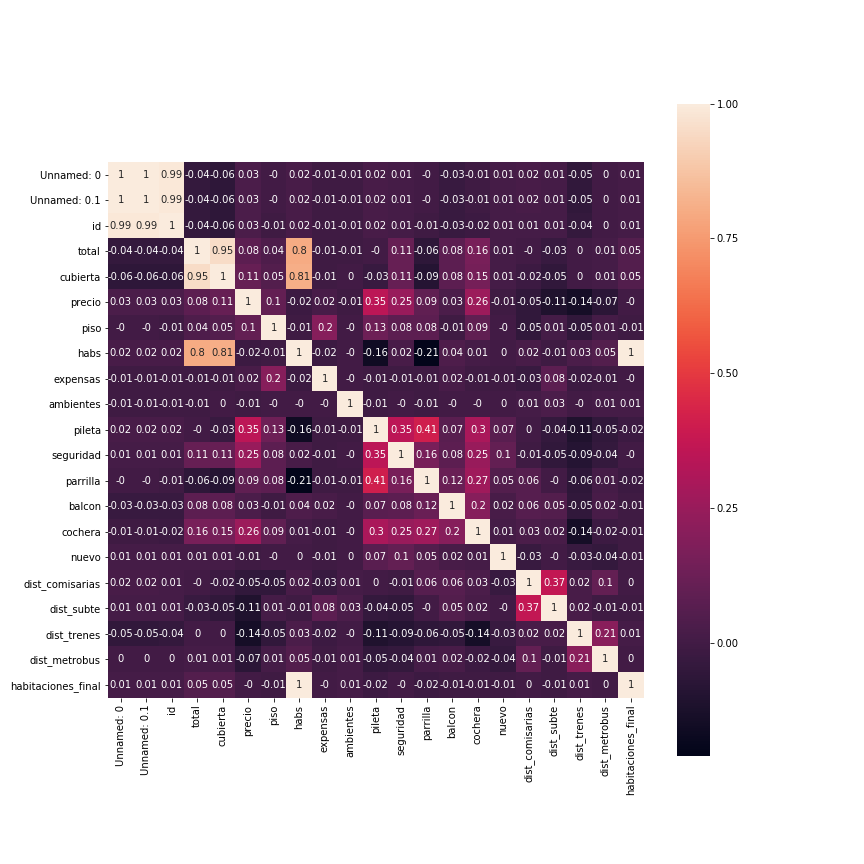 Unnamed: 0 1 1 0.99 -0.04 -0.06 0.03 -0 0.02 -0.01 -0.01 0.02 0.01 -0 -0.03 -0.01 0.01 0.02 0.01 -0.05 0 0.01
Unnamed: 0.1 1 1 0.99 -0.04 -0.06 0.03 -0 0.02 -0.01 -0.01 0.02 0.01 -0 -0.03 -0.01 0.01 0.02 0.01 -0.05 0 0.01
id 0.99 0.99 1 -0.04 -0.06 0.03 -0.01 0.02 -0.01 -0.01 0.02 0.01 -0.01 -0.03 -0.02 0.01 0.01 0.01 -0.04 0 0.01
total -0.04 -0.04 -0.04 1 0.95 0.08 0.04 0.8 -0.01 -0.01 -0 0.11 -0.06 0.08 0.16 0.01 -0 -0.03 0 0.01 0.05
cubierta -0.06 -0.06 -0.06 0.95 1 0.11 0.05 0.81 -0.01 0 -0.03 0.11 -0.09 0.08 0.15 0.01 -0.02 -0.05 0 0.01 0.05
precio 0.03 0.03 0.03 0.08 0.11 1 0.1 -0.02 0.02 -0.01 0.35 0.25 0.09 0.03 0.26 -0.01 -0.05 -0.11 -0.14 -0.07 -0
piso -0 -0 -0.01 0.04 0.05 0.1 1 -0.01 0.2 -0 0.13 0.08 0.08 -0.01 0.09 -0 -0.05 0.01 -0.05 0.01 -0.01
habs 0.02 0.02 0.02 0.8 0.81 -0.02 -0.01 1 -0.02 -0 -0.16 0.02 -0.21 0.04 0.01 0 0.02 -0.01 0.03 0.05 1
expensas -0.01 -0.01 -0.01 -0.01 -0.01 0.02 0.2 -0.02 1 -0 -0.01 -0.01 -0.01 0.02 -0.01 -0.01 -0.03 0.08 -0.02 -0.01 -0
ambientes -0.01 -0.01 -0.01 -0.01 0 -0.01 -0 -0 -0 1 -0.01 -0 -0.01 -0 -0 0 0.01 0.03 -0 0.01 0.01
pileta 0.02 0.02 0.02 -0 -0.03 0.35 0.13 -0.16 -0.01 -0.01 1 0.35 0.41 0.07 0.3 0.07 0 -0.04 -0.11 -0.05 -0.02
seguridad 0.01 0.01 0.01 0.11 0.11 0.25 0.08 0.02 -0.01 -0 0.35 1 0.16 0.08 0.25 0.1 -0.01 -0.05 -0.09 -0.04 -0
parrilla -0 -0 -0.01 -0.06 -0.09 0.09 0.08 -0.21 -0.01 -0.01 0.41 0.16 1 0.12 0.27 0.05 0.06 -0 -0.06 0.01 -0.02
balcon -0.03 -0.03 -0.03 0.08 0.08 0.03 -0.01 0.04 0.02 -0 0.07 0.08 0.12 1 0.2 0.02 0.06 0.05 -0.05 0.02 -0.01
cochera -0.01 -0.01 -0.02 0.16 0.15 0.26 0.09 0.01 -0.01 -0 0.3 0.25 0.27 0.2 1 0.01 0.03 0.02 -0.14 -0.02 -0.01
nuevo 0.01 0.01 0.01 0.01 0.01 -0.01 -0 0 -0.01 0 0.07 0.1 0.05 0.02 0.01 1 -0.03 -0 -0.03 -0.04 -0.01
dist_comisarias 0.02 0.02 0.01 -0 -0.02 -0.05 -0.05 0.02 -0.03 0.01 0 -0.01 0.06 0.06 0.03 -0.03 1 0.37 0.02 0.1 0
dist_subte 0.01 0.01 0.01 -0.03 -0.05 -0.11 0.01 -0.01 0.08 0.03 -0.04 -0.05 -0 0.05 0.02 -0 0.37 1 0.02 -0.01 -0.01
dist_trenes -0.05 -0.05 -0.04 0 0 -0.14 -0.05 0.03 -0.02 -0 -0.11 -0.09 -0.06 -0.05 -0.14 -0.03 0.02 0.02 1 0.21 0.01
dist_metrobus 0 0 0 0.01 0.01 -0.07 0.01 0.05 -0.01 0.01 -0.05 -0.04 0.01 0.02 -0.02 -0.04 0.1 -0.01 0.21 1 0
habitaciones_final 0.01 0.01 0.01 0.05 0.05 -0 -0.01 1 -0 0.01 -0.02 -0 -0.02 -0.01 -0.01 -0.01 0 -0.01 0.01 0 1
Unnamed: 0
Unnamed: 0.1
id
total
cubierta
precio
piso
habs
expensas
ambientes
pileta
seguridad
parrilla
balcon
cochera
nuevo
dist_comisarias
dist_subte
dist_trenes
dist_metrobus
habitaciones_final
1.00
0.75
0.50
0.25
0.00